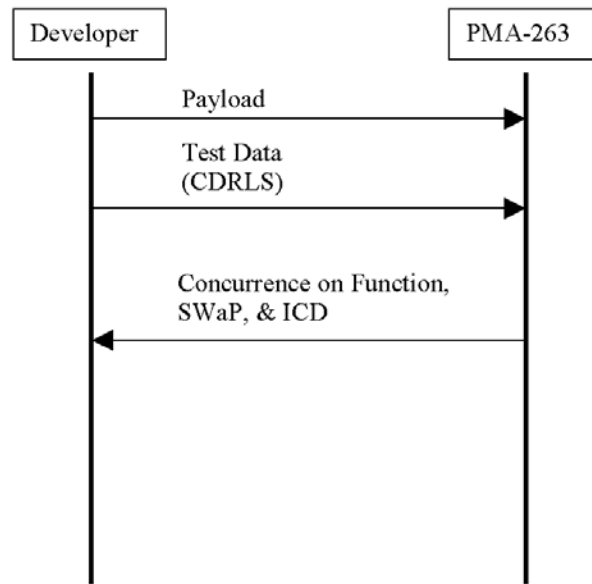 Developer
PMA-263
Payload
Test Data
(CDRLS)
Concurrence on Function,
SWaP, & ICD